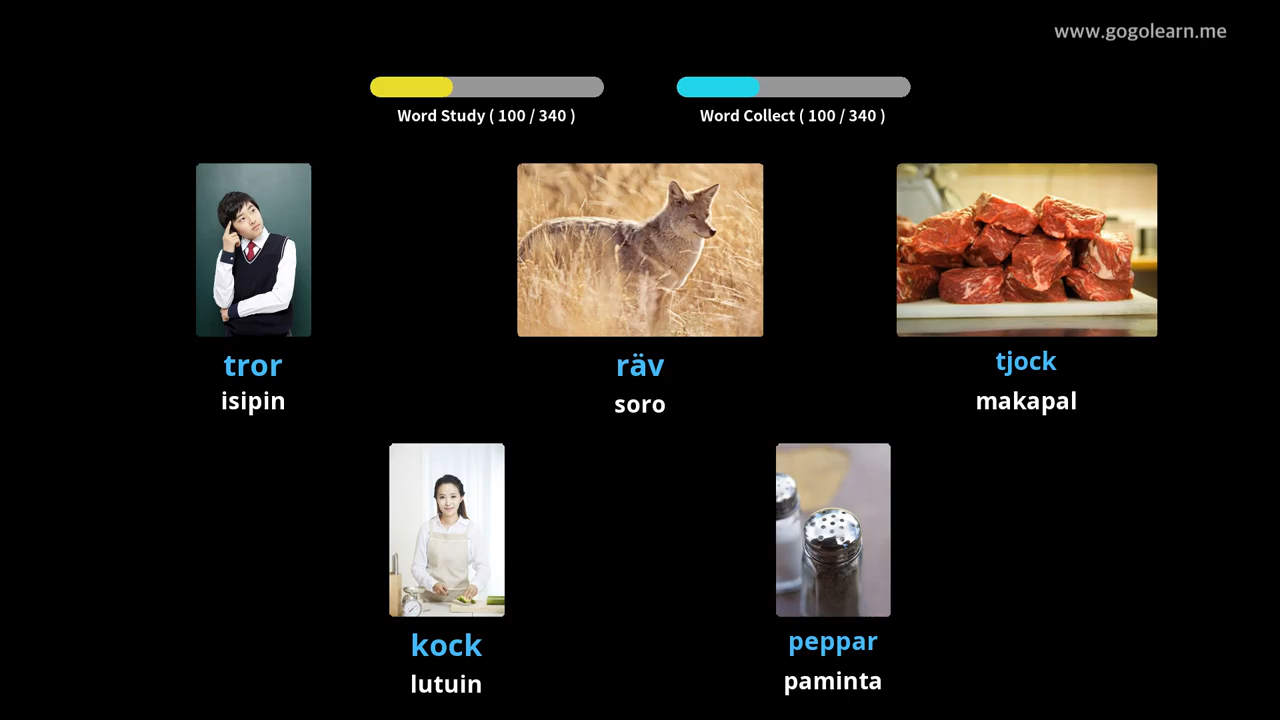 www.gogolearn.me
Word Study ( 100 / 340 )
Word Collect ( 100 / 340 )
tror
isipin
räv
soro
tjock
makapal
kock
lutuin
peppar
paminta